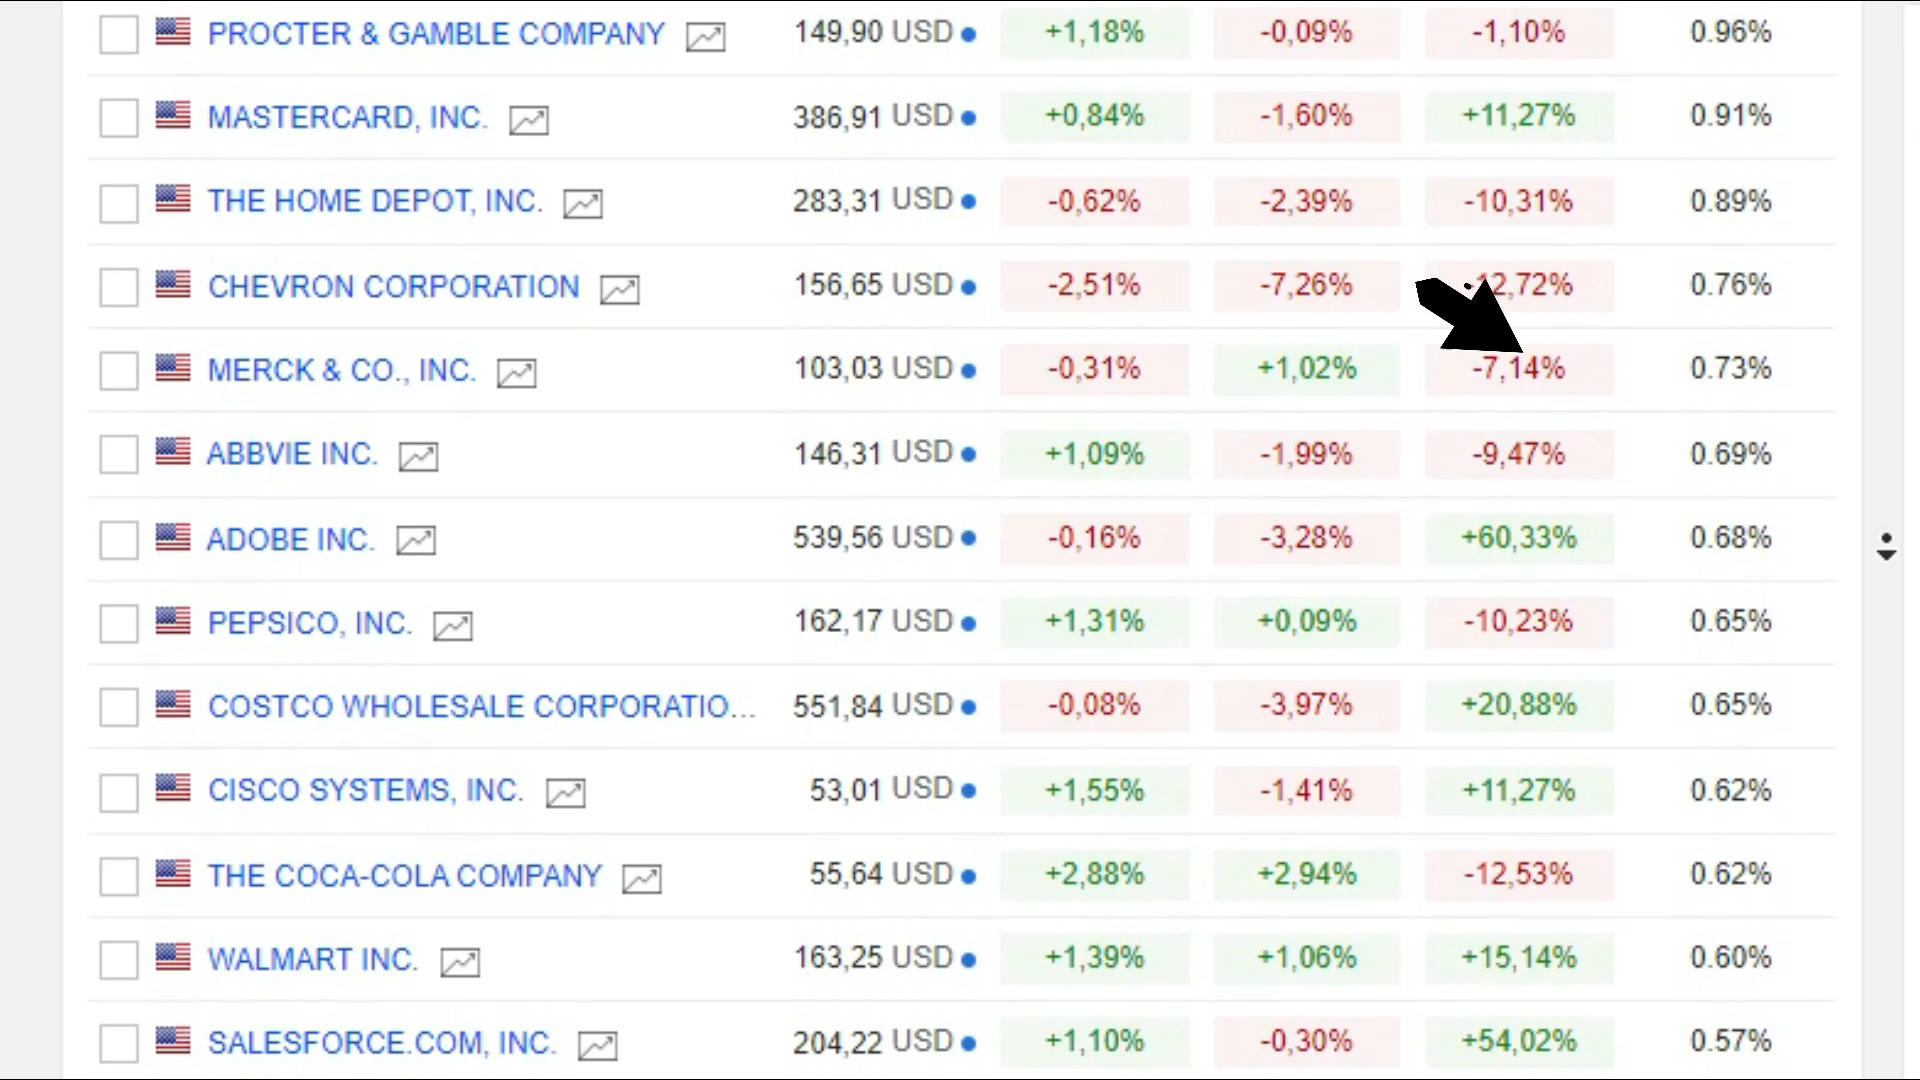 PROCTER & GAMBLE COMPANY 149,90 USD +1,18% -0,09% -1,10% 0.96%
MASTERCARD, INC. 386,91 USD +0,84% -1,60% +11,27% 0.91%
THE HOME DEPOT, INC. 283,31 USD -0,62% -2,39% -10,31% 0.89%
CHEVRON CORPORATION 156,65 USD -2,51% -7,26% -12,72% 0.76%
MERCK & CO., INC. 103,03 USD -0,31% +1,02% -7,14% 0.73%
ABBVIE INC. 146,31 USD +1,09% -1,99% -9,47% 0.69%
ADOBE INC. 539,56 USD -0,16% -3,28% +60,33% 0.68%
PEPSICO, INC. 162,17 USD +1,31% +0,09% -10,23% 0.65%
COSTCO WHOLESALE CORPORATIO... 551,84 USD -0,08% -3,97% +20,88% 0.65%
CISCO SYSTEMS, INC. 53,01 USD +1,55% -1,41% +11,27% 0.62%
THE COCA-COLA COMPANY 55,64 USD +2,88% +2,94% -12,53% 0.62%
WALMART INC. 163,25 USD +1,39% +1,06% +15,14% 0.60%
SALESFORCE.COM, INC. 204,22 USD +1,10% -0,30% +54,02% 0.57%